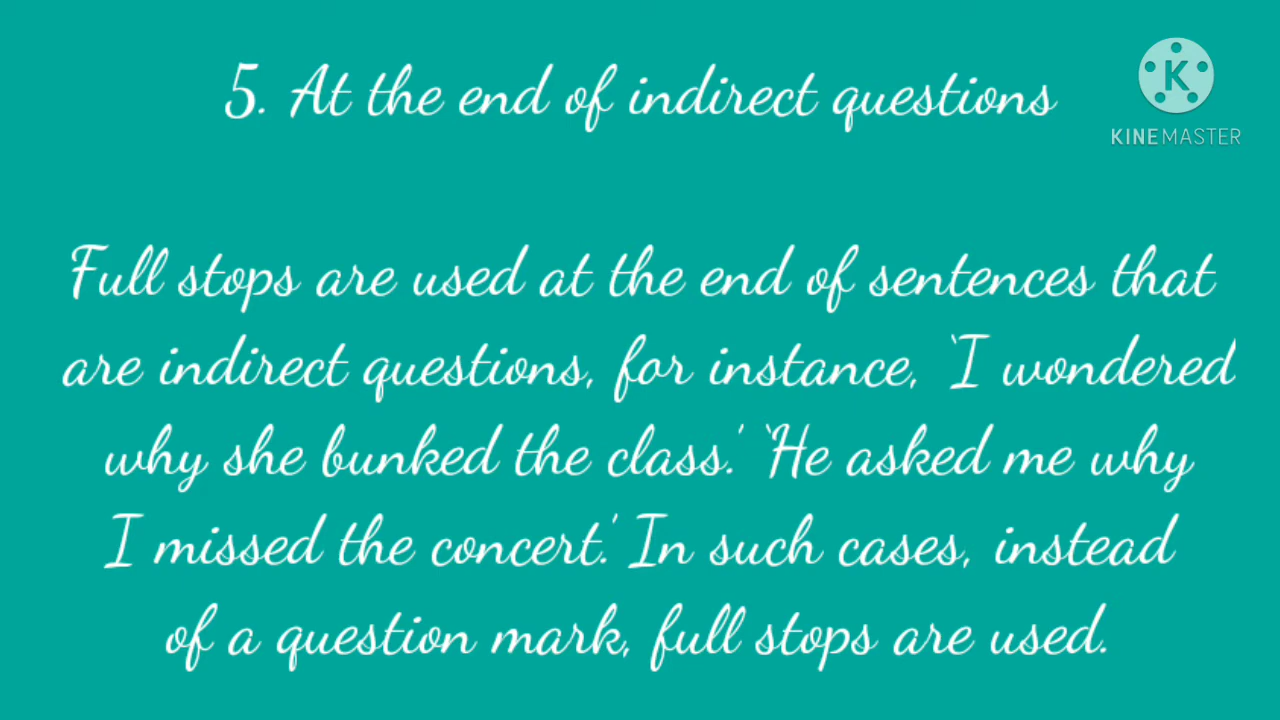 5. At the end of indirect questions
KINEMASTER
Full stops are used at the end of sentences that
are indirect questions, for instance, ‘I wondered
why she bunked the class.’ ‘He asked me why
I missed the concert.’ In such cases, instead
of a question mark, full stops are used.